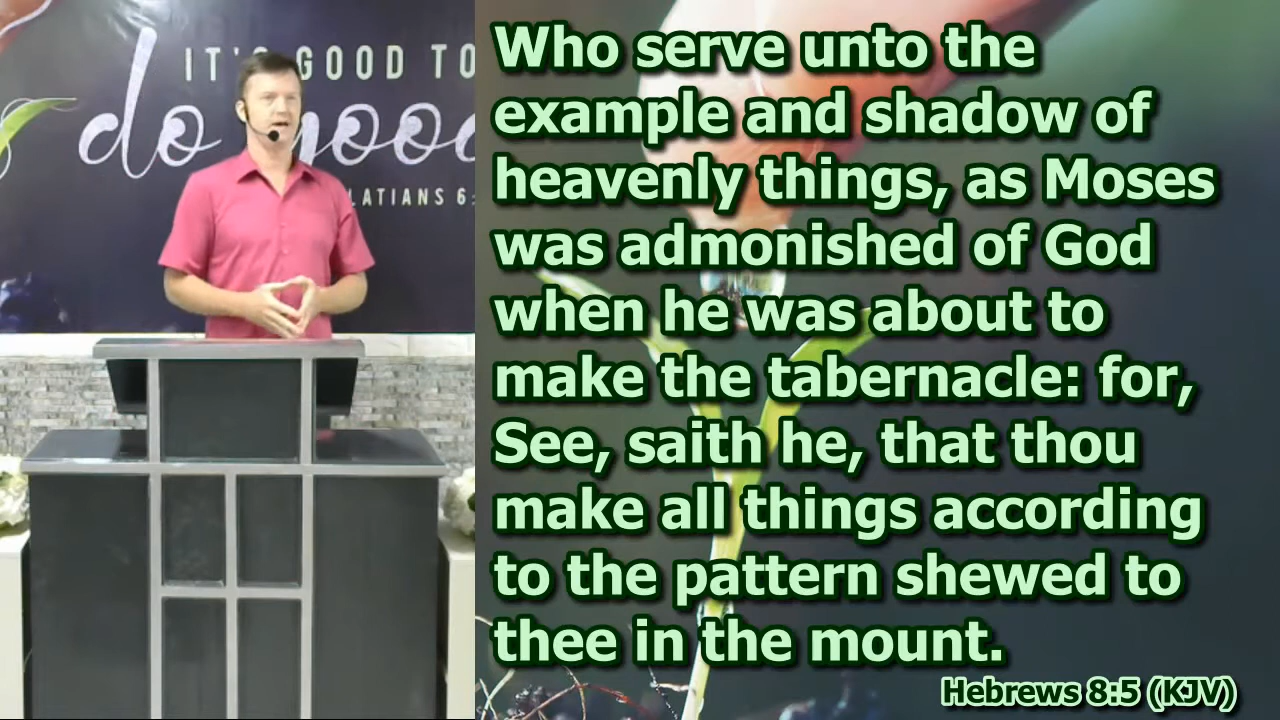 IT'S GOOD TO
do good
LATIANS 6:
Who serve unto the
example and shadow of
heavenly things, as Moses
was admonished of God
when he was about to
make the tabernacle: for,
See, saith he, that thou
make all things according
to the pattern shewed to
thee in the mount.
Hebrews 8:5 (KJV)